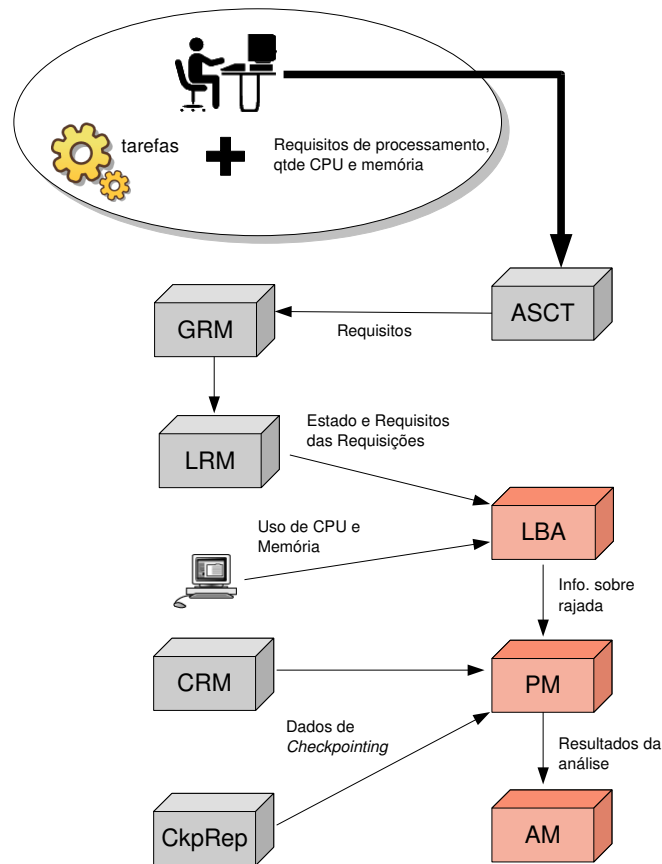 tarefas
Requisitos de processamento,
qtde CPU e memória
ASCT
GRM
Requisitos
LRM
Estado e Requisitos
das Requisições
LBA
Uso de CPU e
Memória
Info. sobre
rajada
CRM
PM
Dados de
Checkpointing
Resultados da
análise
CkpRep
AM